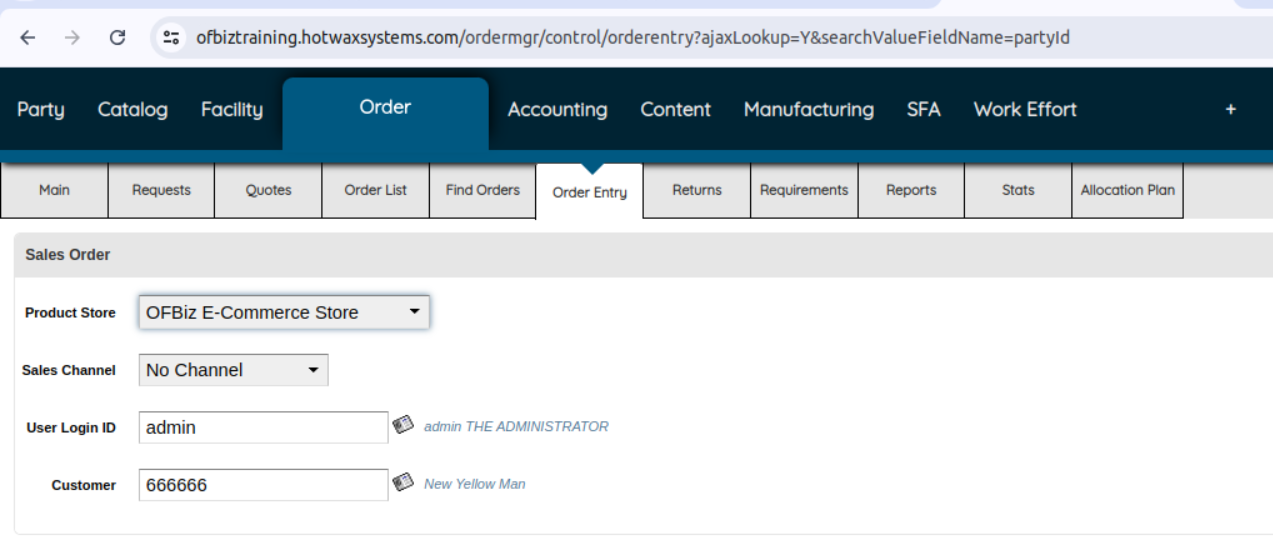 ofbiztraining.hotwaxsystems.com/ordermgr/control/orderentry?ajaxLookup=Y&searchValueFieldName=partyId
Party Catalog Facility Order Accounting Content Manufacturing SFA Work Effort +
Main Requests Quotes Order List Find Orders Order Entry Returns Requirements Reports Stats Allocation Plan
Sales Order
Product Store OFBiz E-Commerce Store
Sales Channel No Channel
User Login ID admin admin THE ADMINISTRATOR
Customer 666666 New Yellow Man